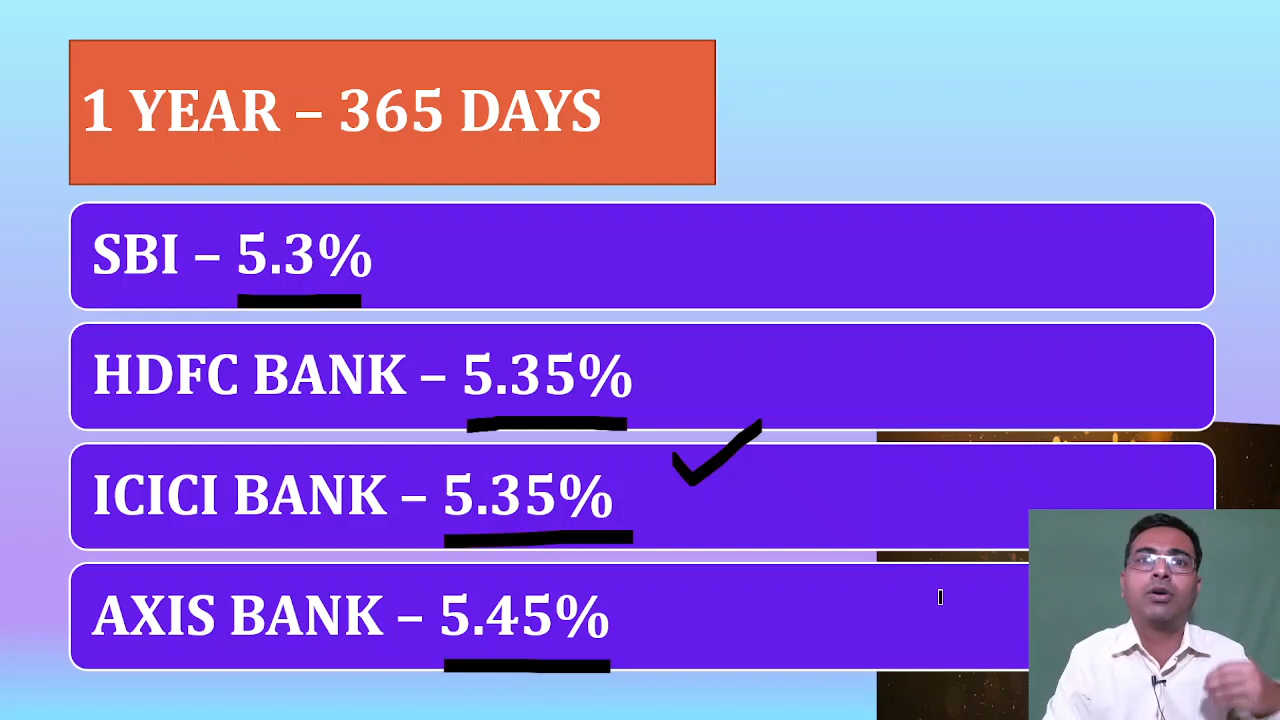 1 YEAR – 365 DAYS
SBI – 5.3%
HDFC BANK – 5.35%
ICICI BANK – 5.35%
AXIS BANK – 5.45%